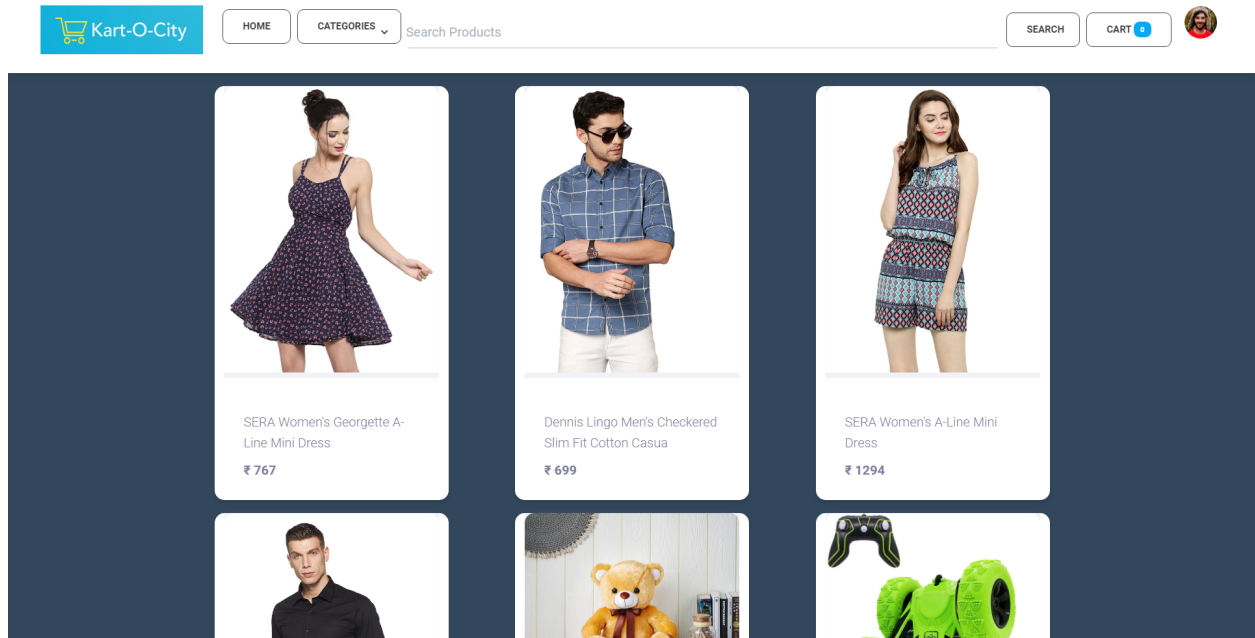 Kart-O-City
HOME
CATEGORIES
Search Products
SEARCH
CART 0
SERA Women's Georgette A-
Line Mini Dress
₹ 767
Dennis Lingo Men's Checkered
Slim Fit Cotton Casua
₹ 699
SERA Women's A-Line Mini
Dress
₹ 1294